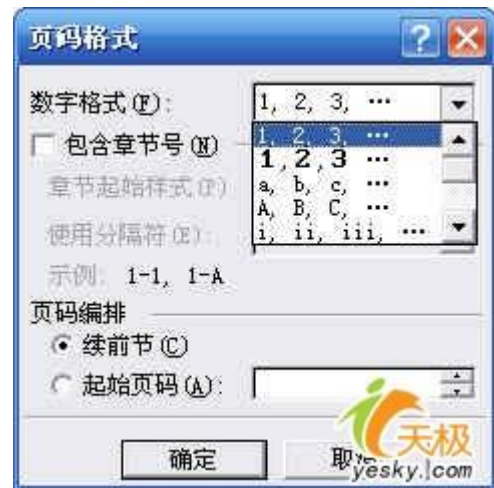 页码格式
数字格式(F): 1, 2, 3, …
包含章节号(N) 1, 2, 3, …
1,2,3 …
章节起始样式(P) a, b, c, …
A, B, C, …
使用分隔符(E): i, ii, iii, …
示例: 1-1, 1-A
页码编排
续前节(C)
起始页码(A):
确定 取消
天极
yesky.com